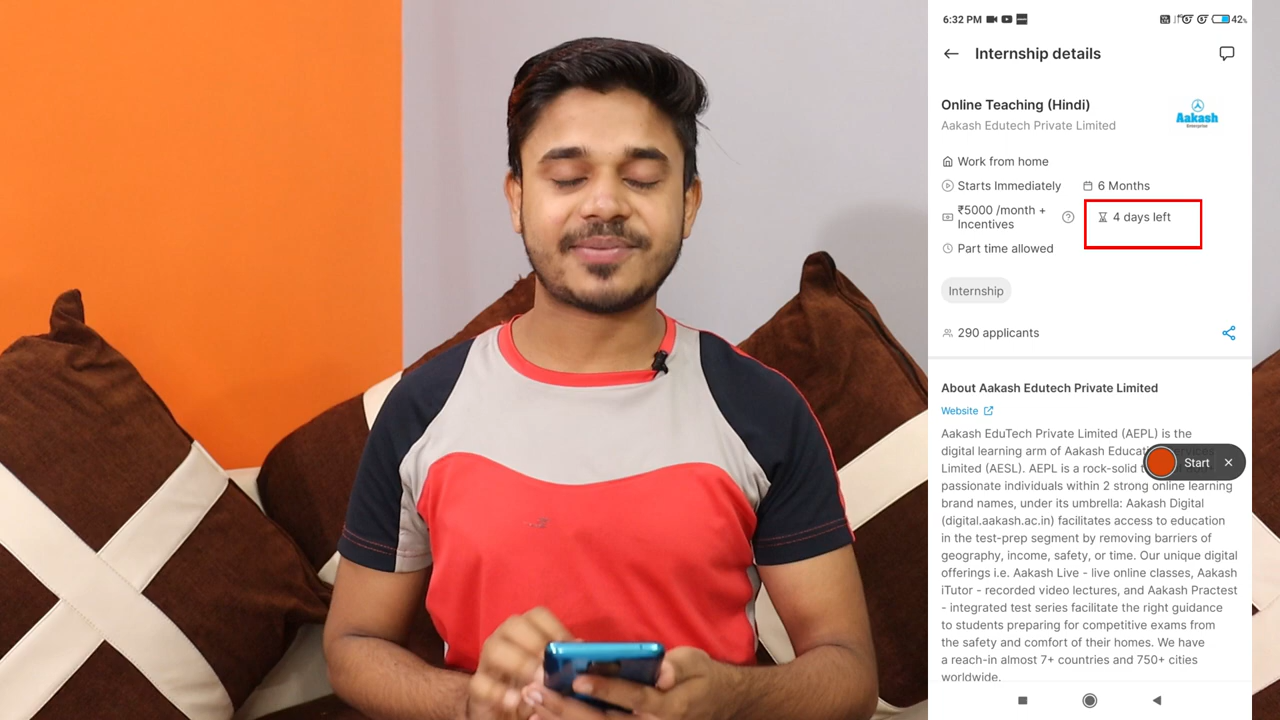 6:32 PM
42%
Internship details
Online Teaching (Hindi)
Aakash Edutech Private Limited
Aakash
Work from home
Starts Immediately
6 Months
₹5000 /month +
Incentives
4 days left
Part time allowed
Internship
290 applicants
About Aakash Edutech Private Limited
Website
Aakash EduTech Private Limited (AEPL) is the
digital learning arm of Aakash Educati
Limited (AESL). AEPL is a rock-solid
Start
passionate individuals within 2 strong online learning
brand names, under its umbrella: Aakash Digital
(digital.aakash.ac.in) facilitates access to education
in the test-prep segment by removing barriers of
geography, income, safety, or time. Our unique digital
offerings i.e. Aakash Live - live online classes, Aakash
iTutor - recorded video lectures, and Aakash Practest
- integrated test series facilitate the right guidance
to students preparing for competitive exams from
the safety and comfort of their homes. We have
a reach-in almost 7+ countries and 750+ cities
worldwide.